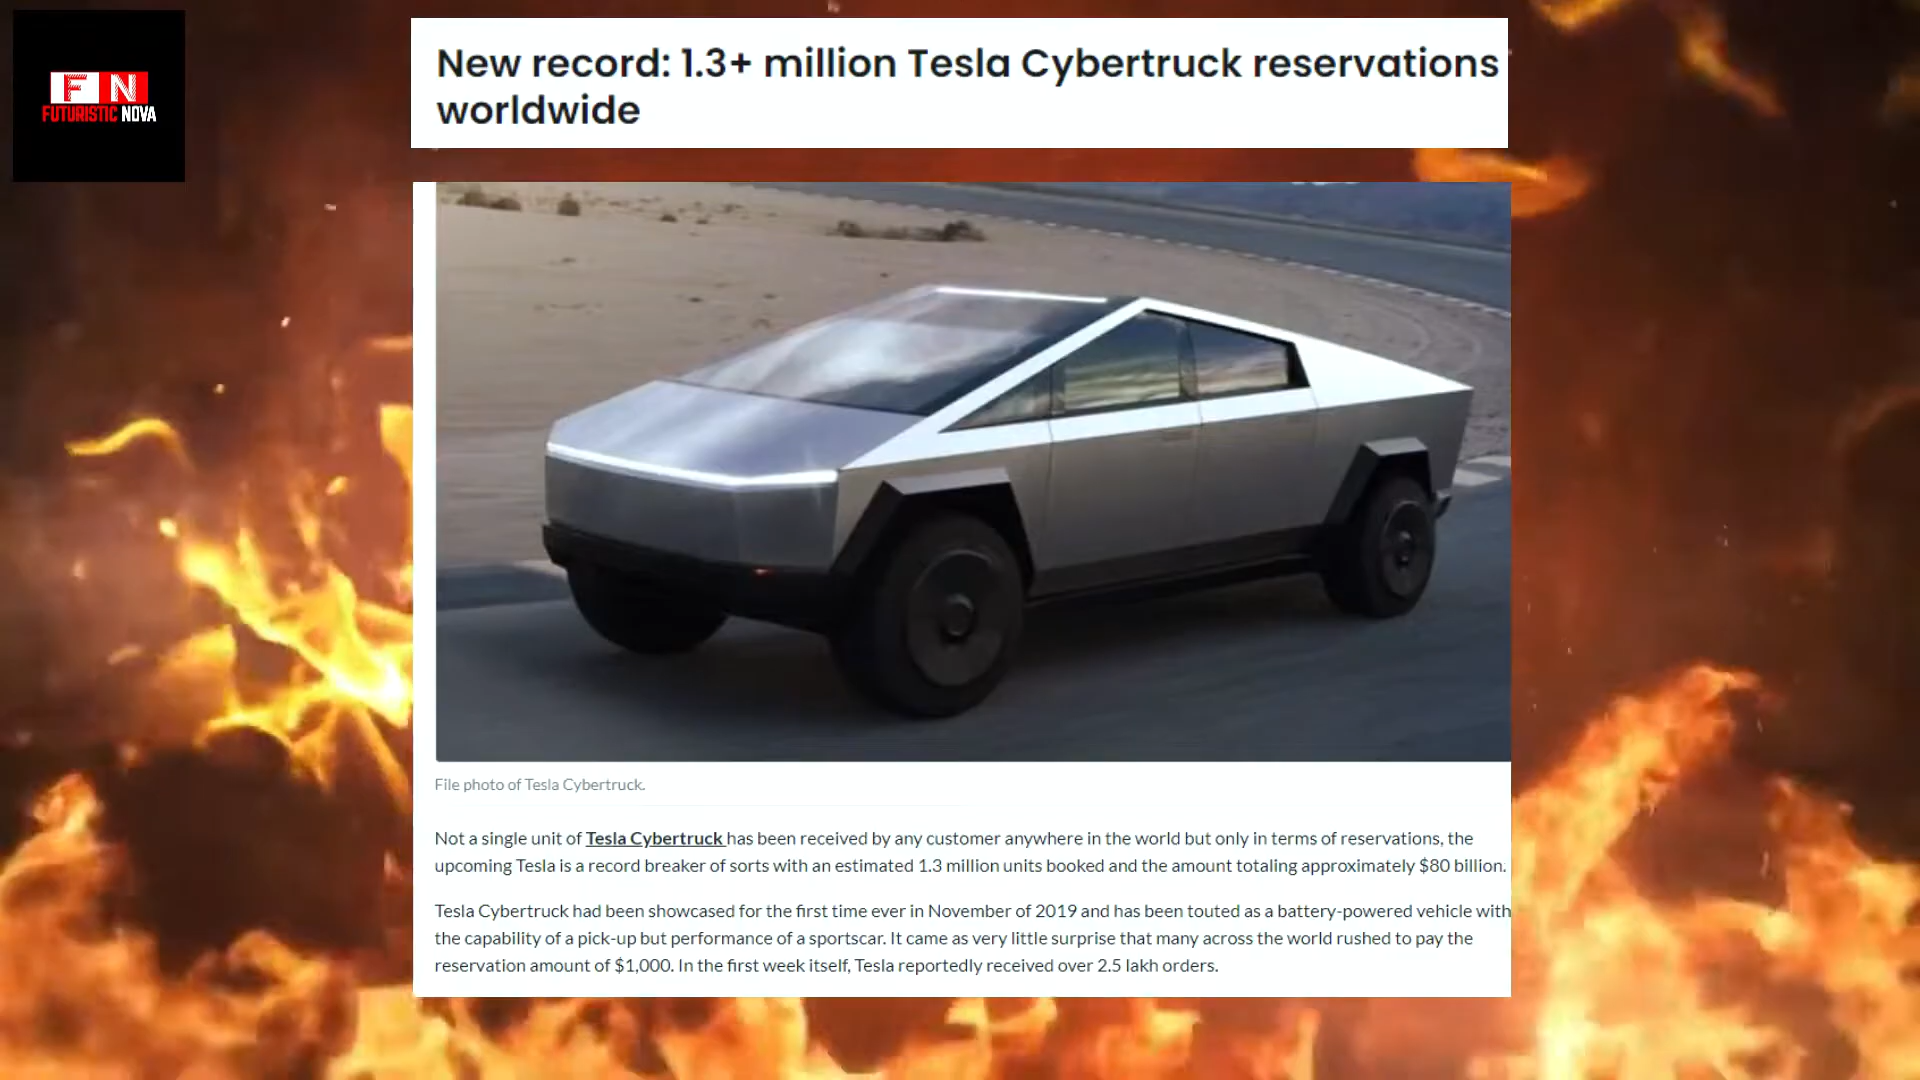 F N
FUTURISTIC NOVA
New record: 1.3+ million Tesla Cybertruck reservations
worldwide
File photo of Tesla Cybertruck.
Not a single unit of Tesla Cybertruck has been received by any customer anywhere in the world but only in terms of reservations, the
upcoming Tesla is a record breaker of sorts with an estimated 1.3 million units booked and the amount totaling approximately $80 billion.
Tesla Cybertruck had been showcased for the first time ever in November of 2019 and has been touted as a battery-powered vehicle with
the capability of a pick-up but performance of a sportscar. It came as very little surprise that many across the world rushed to pay the
reservation amount of $1,000. In the first week itself, Tesla reportedly received over 2.5 lakh orders.